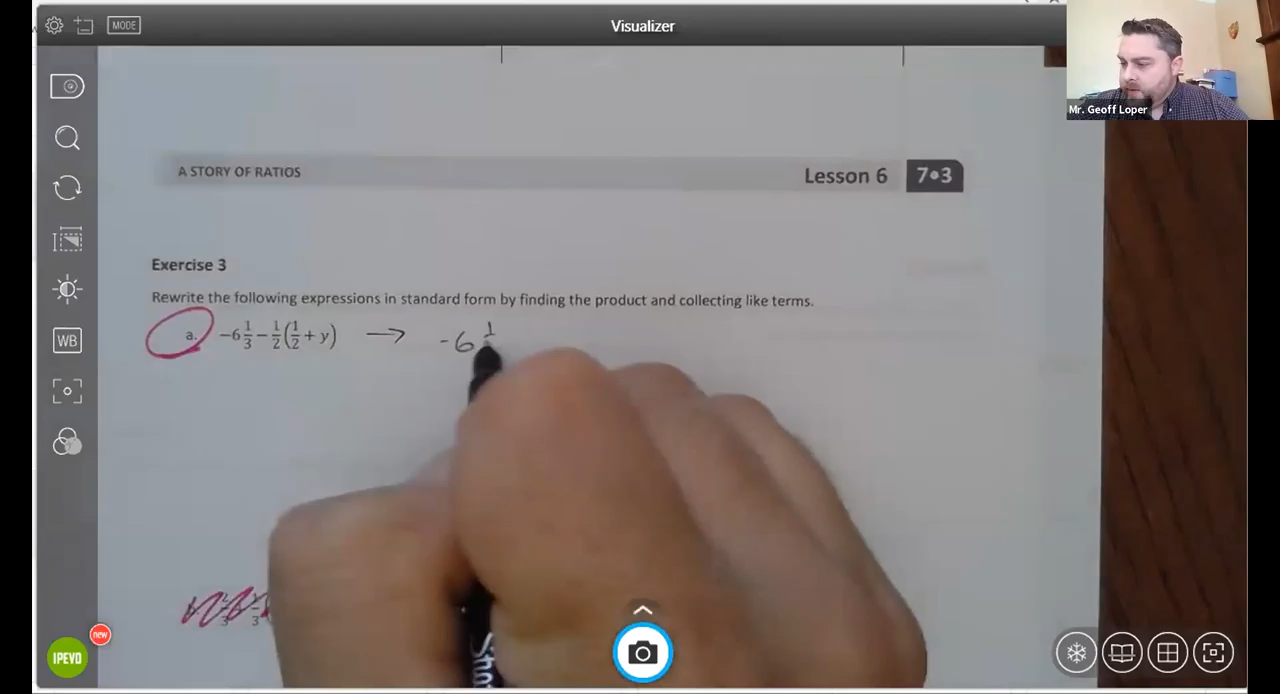 MODE
Visualizer
Mr. Geoff Loper
A STORY OF RATIOS
Lesson 6
7•3
Exercise 3
Rewrite the following expressions in standard form by finding the product and collecting like terms.
a. −6 1/3 − 1/2 (1/2 + y) → -6 1
WB
new
IPEVO
Sha